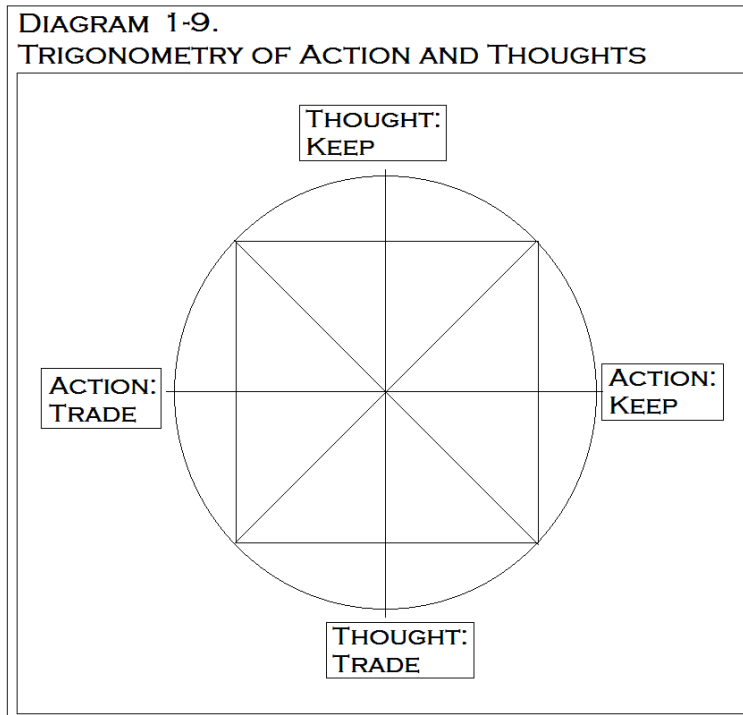 Diagram 1-9.
Trigonometry of Action and Thoughts
Thought:
Keep
Action:
Trade
Action:
Keep
Thought:
Trade